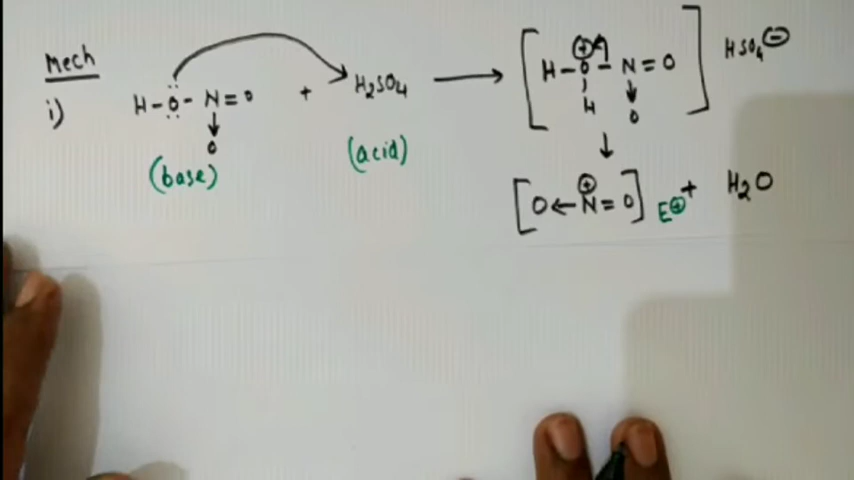 Mech
i) H-Ö-N=O + H2SO4 → [H-O⊕-N=O] HSO4⊖
↓ H ↓
O O
(base) (acid) ↓
[O←N⊕=O] E⊕ + H2O